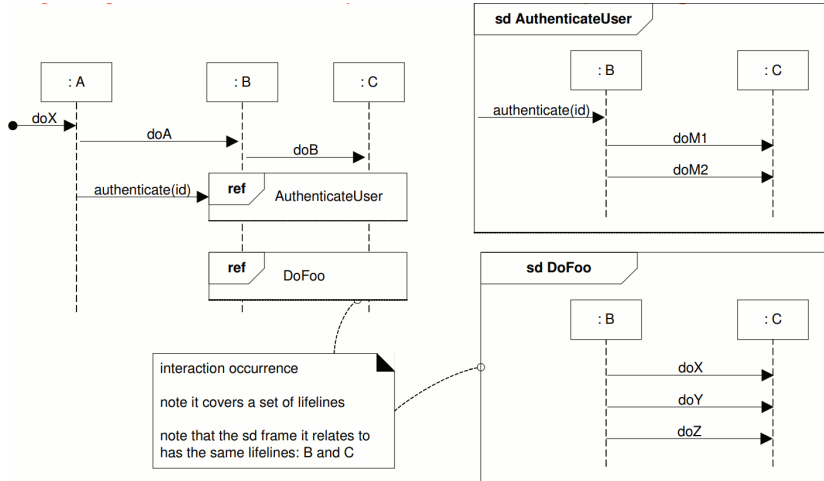 : A
: B
: C
doX
doA
doB
authenticate(id)
ref
AuthenticateUser
ref
DoFoo
interaction occurrence
note it covers a set of lifelines
note that the sd frame it relates to
has the same lifelines: B and C
sd AuthenticateUser
: B
: C
authenticate(id)
doM1
doM2
sd DoFoo
: B
: C
doX
doY
doZ